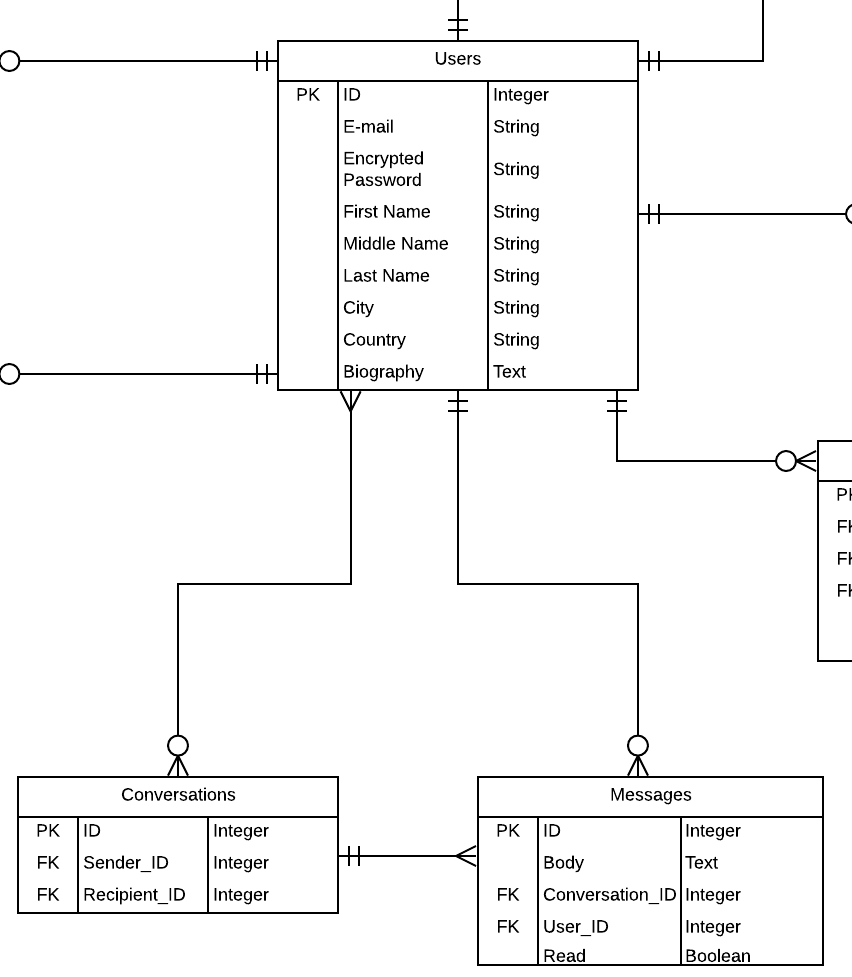 Users
PK ID Integer
E-mail String
Encrypted
Password String
First Name String
Middle Name String
Last Name String
City String
Country String
Biography Text
Conversations
PK ID Integer
FK Sender_ID Integer
FK Recipient_ID Integer
Messages
PK ID Integer
Body Text
FK Conversation_ID Integer
FK User_ID Integer
Read Boolean
PK
FK
FK
FK